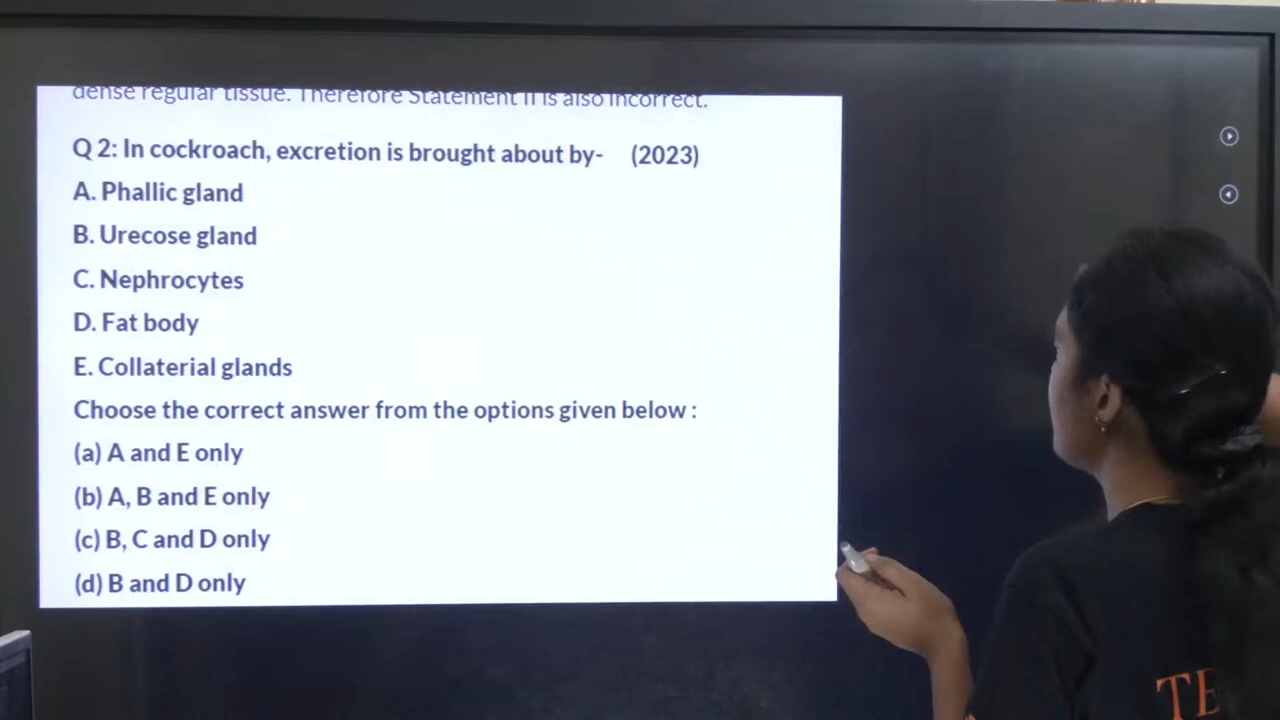 dense regular tissue. Therefore Statement II is also incorrect.
Q 2: In cockroach, excretion is brought about by- (2023)
A. Phallic gland
B. Urecose gland
C. Nephrocytes
D. Fat body
E. Collaterial glands
Choose the correct answer from the options given below :
(a) A and E only
(b) A, B and E only
(c) B, C and D only
(d) B and D only
TE